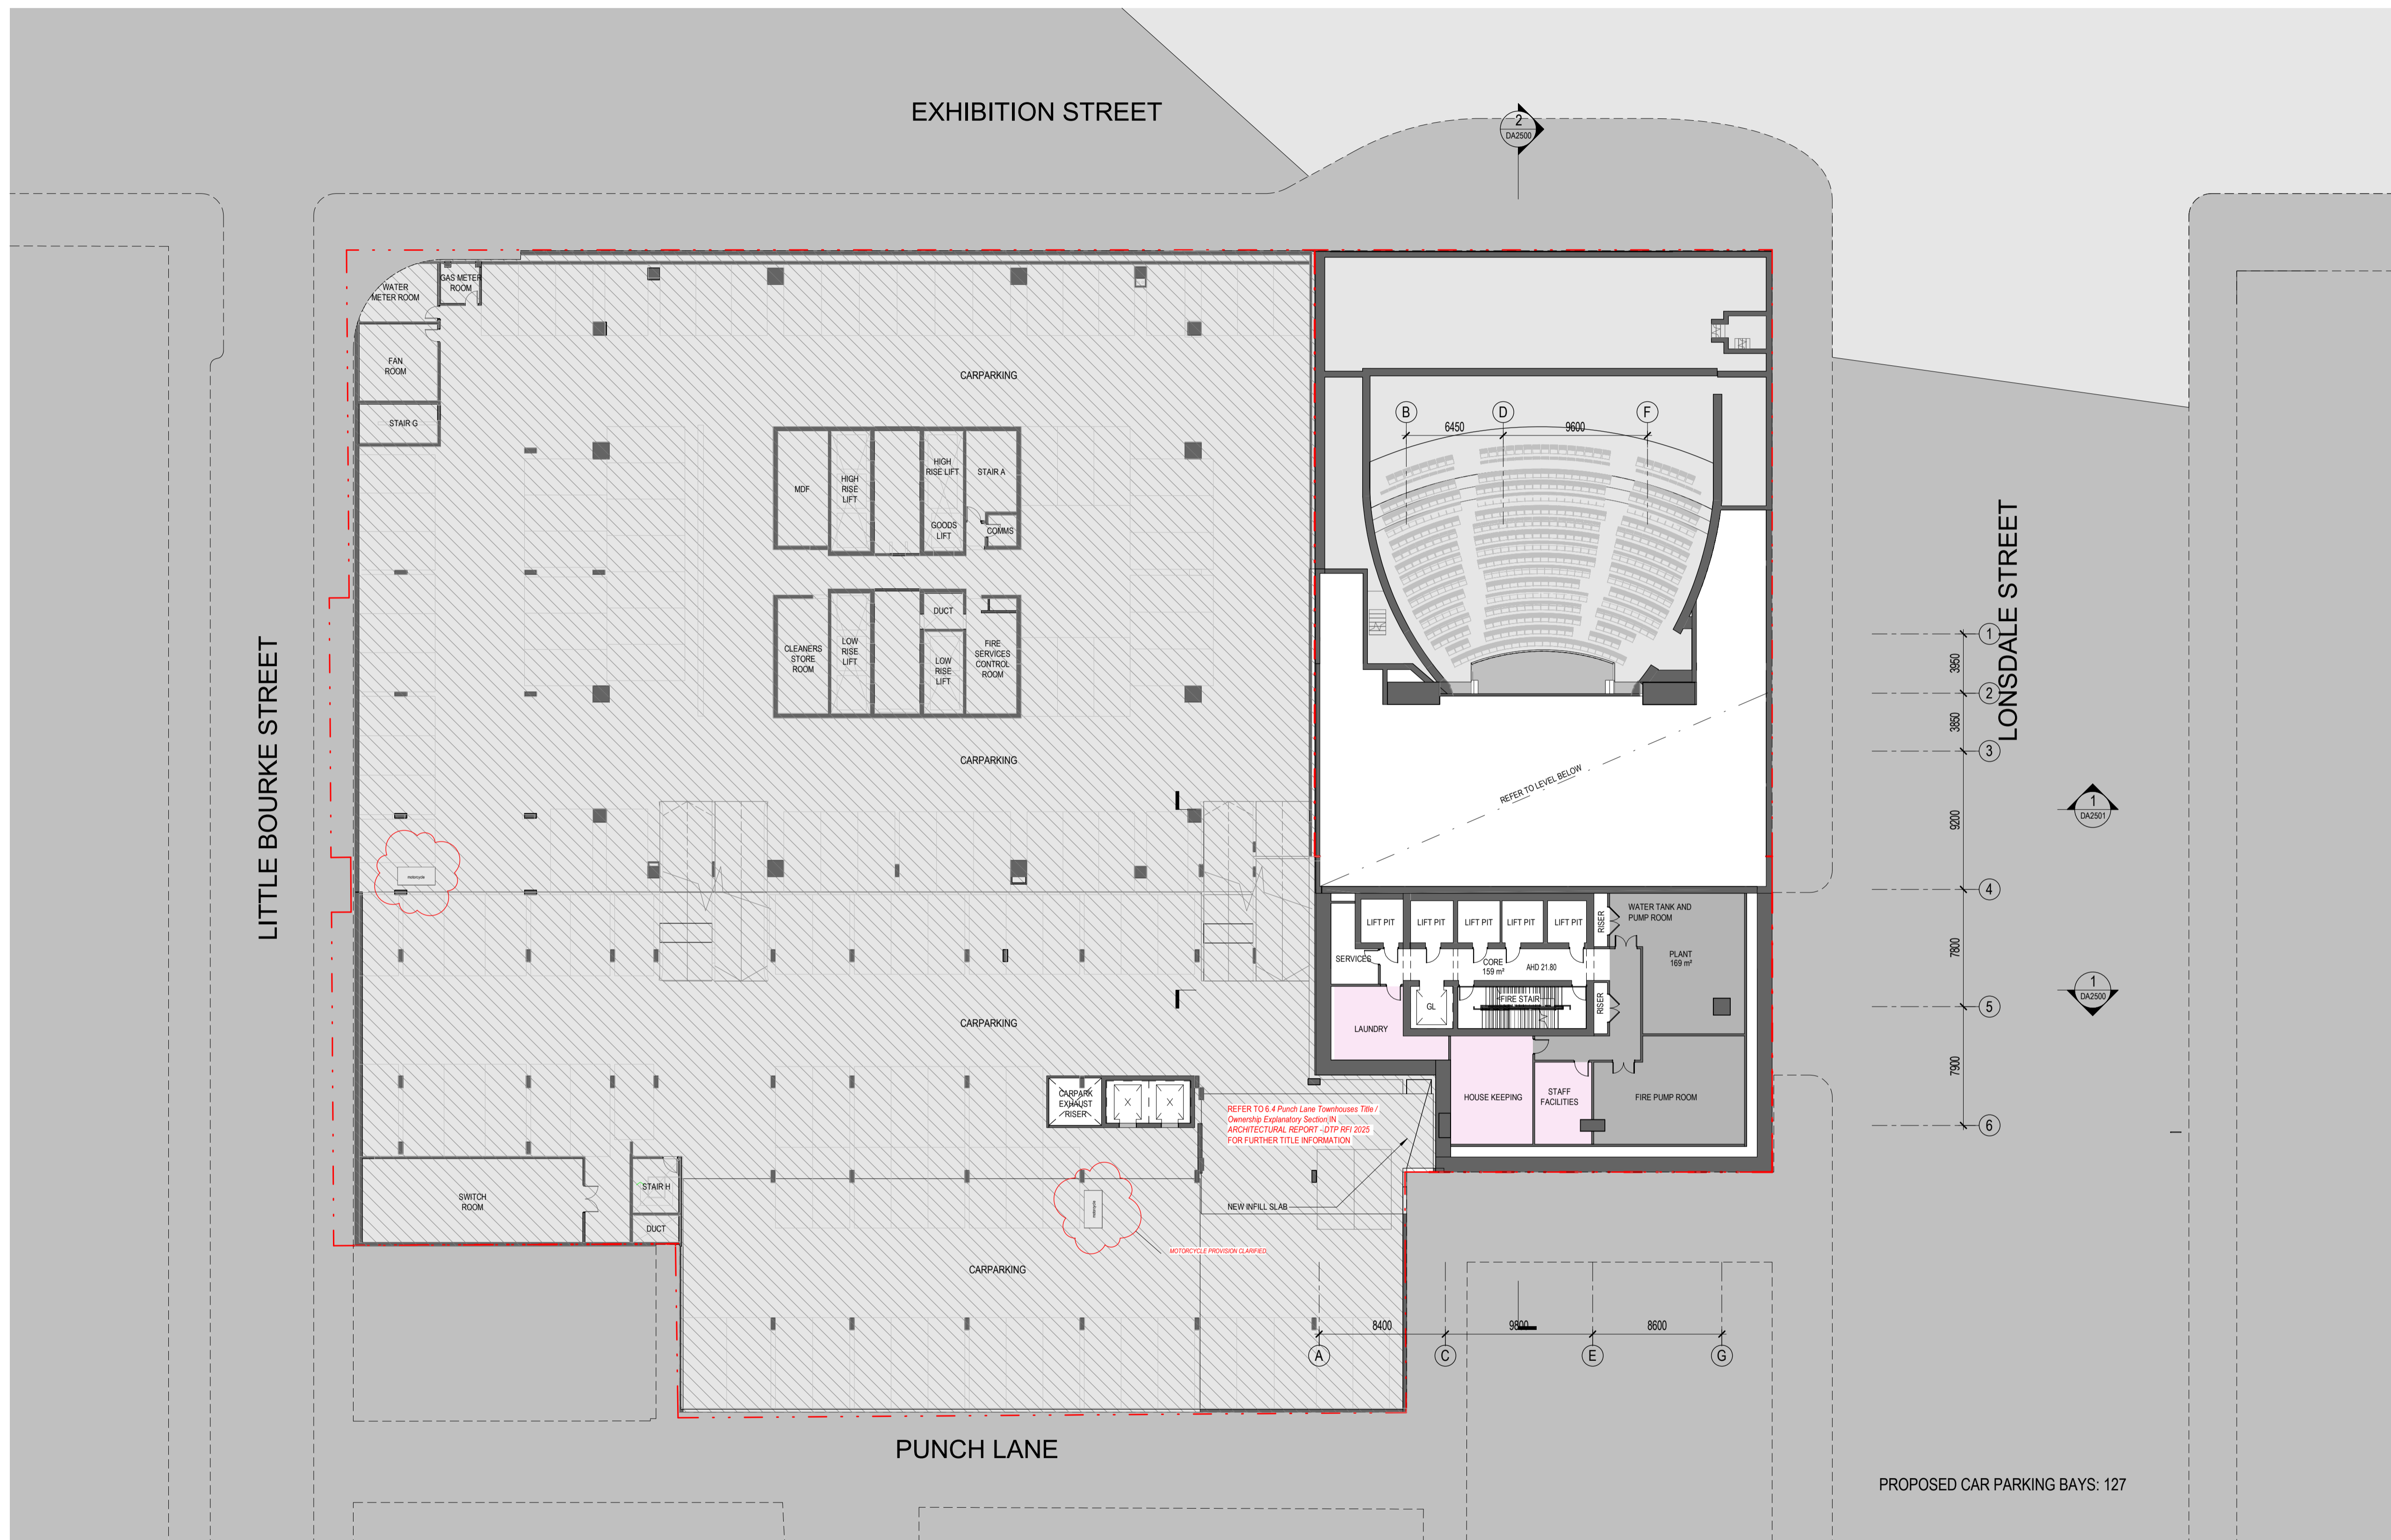 EXHIBITION STREET
2
DA2500
GAS METER
ROOM
WATER
METER ROOM
FAN
ROOM
STAIR G
CARPARKING
B
D
F
6450
9600
MDF
HIGH
RISE
LIFT
HIGH
RISE LIFT
GOODS
LIFT
STAIR A
COMMS
CLEANERS
STORE
ROOM
LOW
RISE
LIFT
DUCT
LOW
RISE
LIFT
FIRE
SERVICES
CONTROL
ROOM
LITTLE BOURKE STREET
LONSDALE STREET
1
3950
2
3850
3
9200
4
7800
5
7900
6
1
DA2501
1
DA2500
CARPARKING
REFER TO LEVEL BELOW
motorcycle
LIFT PIT
LIFT PIT
LIFT PIT
LIFT PIT
LIFT PIT
RISER
WATER TANK AND
PUMP ROOM
SERVICES
CORE
159 m²
AHD 21.80
PLANT
169 m²
GL
FIRE STAIR
RISER
LAUNDRY
CARPARKING
HOUSE KEEPING
STAFF
FACILITIES
FIRE PUMP ROOM
CARPARK
EXHAUST
RISER
REFER TO 6.4 Punch Lane Townhouses Title /
Ownership Explanatory Section IN
ARCHITECTURAL REPORT - DTP RFI 2025
FOR FURTHER TITLE INFORMATION
SWITCH
ROOM
STAIR H
DUCT
motorcycle
NEW INFILL SLAB
MOTORCYCLE PROVISION CLARIFIED
CARPARKING
8400
9800
8600
A
C
E
G
PUNCH LANE
PROPOSED CAR PARKING BAYS: 127